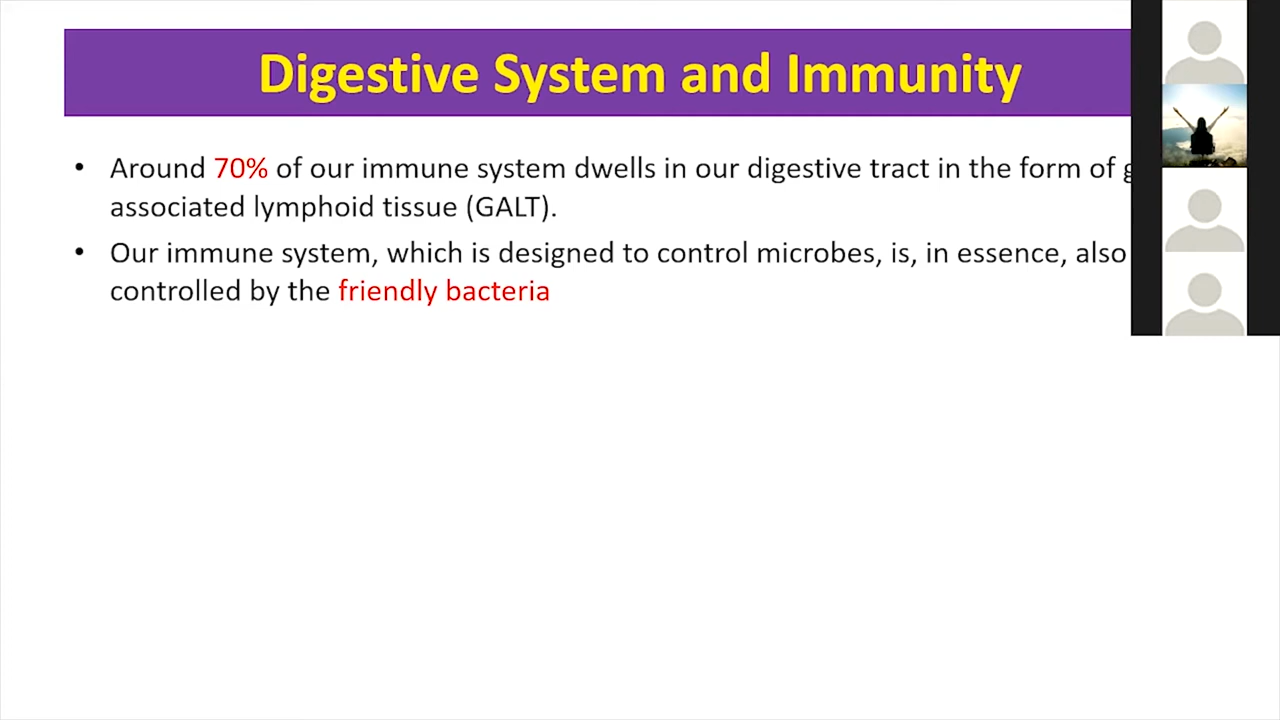 Digestive System and Immunity
• Around 70% of our immune system dwells in our digestive tract in the form of
associated lymphoid tissue (GALT).
• Our immune system, which is designed to control microbes, is, in essence, also
controlled by the friendly bacteria